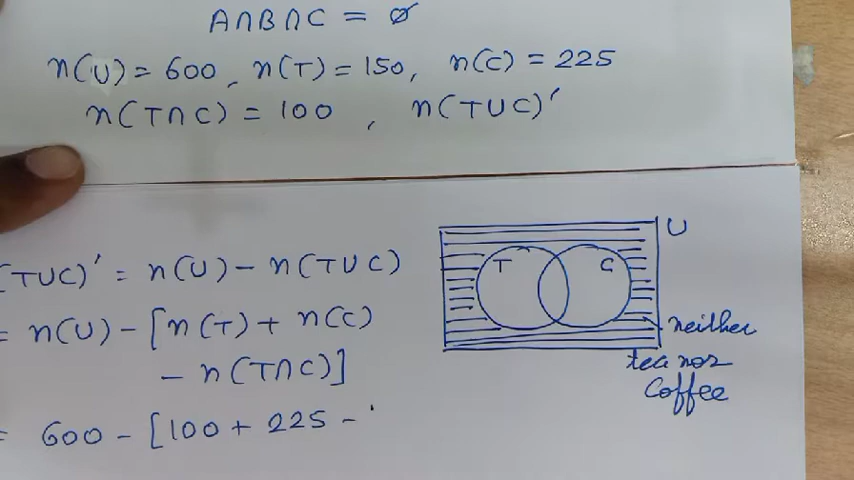 A∩B∩C = ∅
n(U) = 600, n(T) = 150, n(C) = 225
n(T∩C) = 100, n(T∪C)′
(T∪C)′ = n(U) - n(T∪C)
= n(U) - [n(T) + n(C)
- n(T∩C)]
= 600 - [100 + 225 -
U
T C
neither
tea nor
Coffee